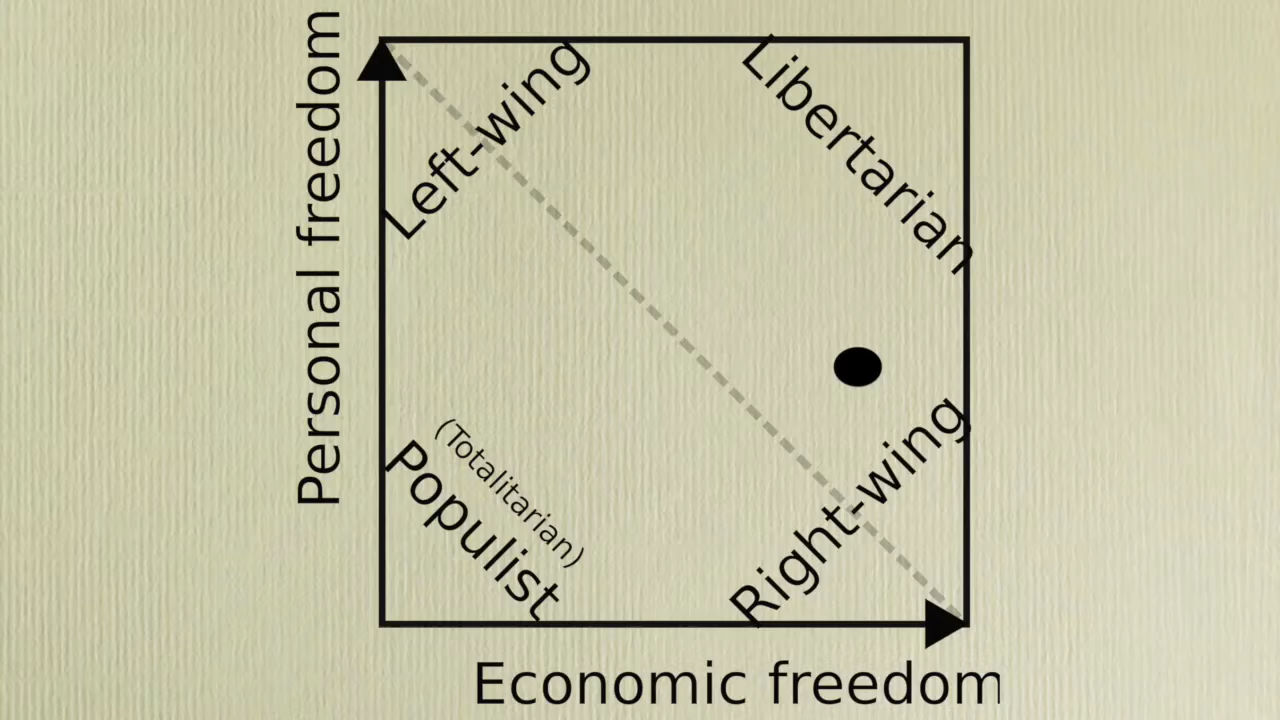 Personal freedom
Left-wing
Libertarian
(Totalitarian)
Populist
Right-wing
Economic freedom